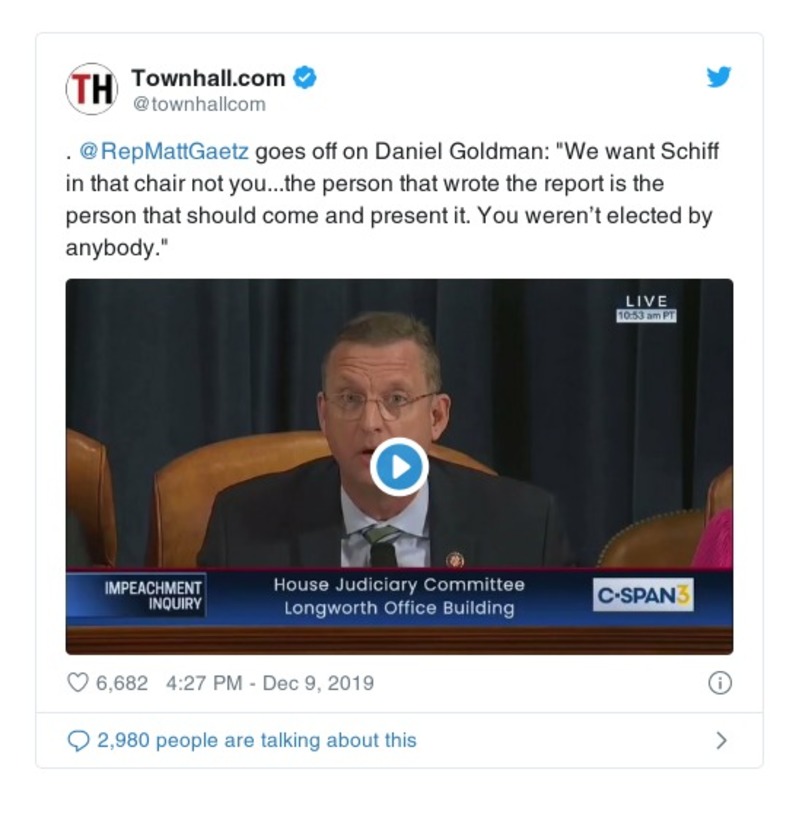 TH
Townhall.com
@townhallcom
. @RepMattGaetz goes off on Daniel Goldman: "We want Schiff
in that chair not you...the person that wrote the report is the
person that should come and present it. You weren’t elected by
anybody."
LIVE
10:53 am PT
IMPEACHMENT
INQUIRY
House Judiciary Committee
Longworth Office Building
C-SPAN3
6,682 4:27 PM - Dec 9, 2019
2,980 people are talking about this